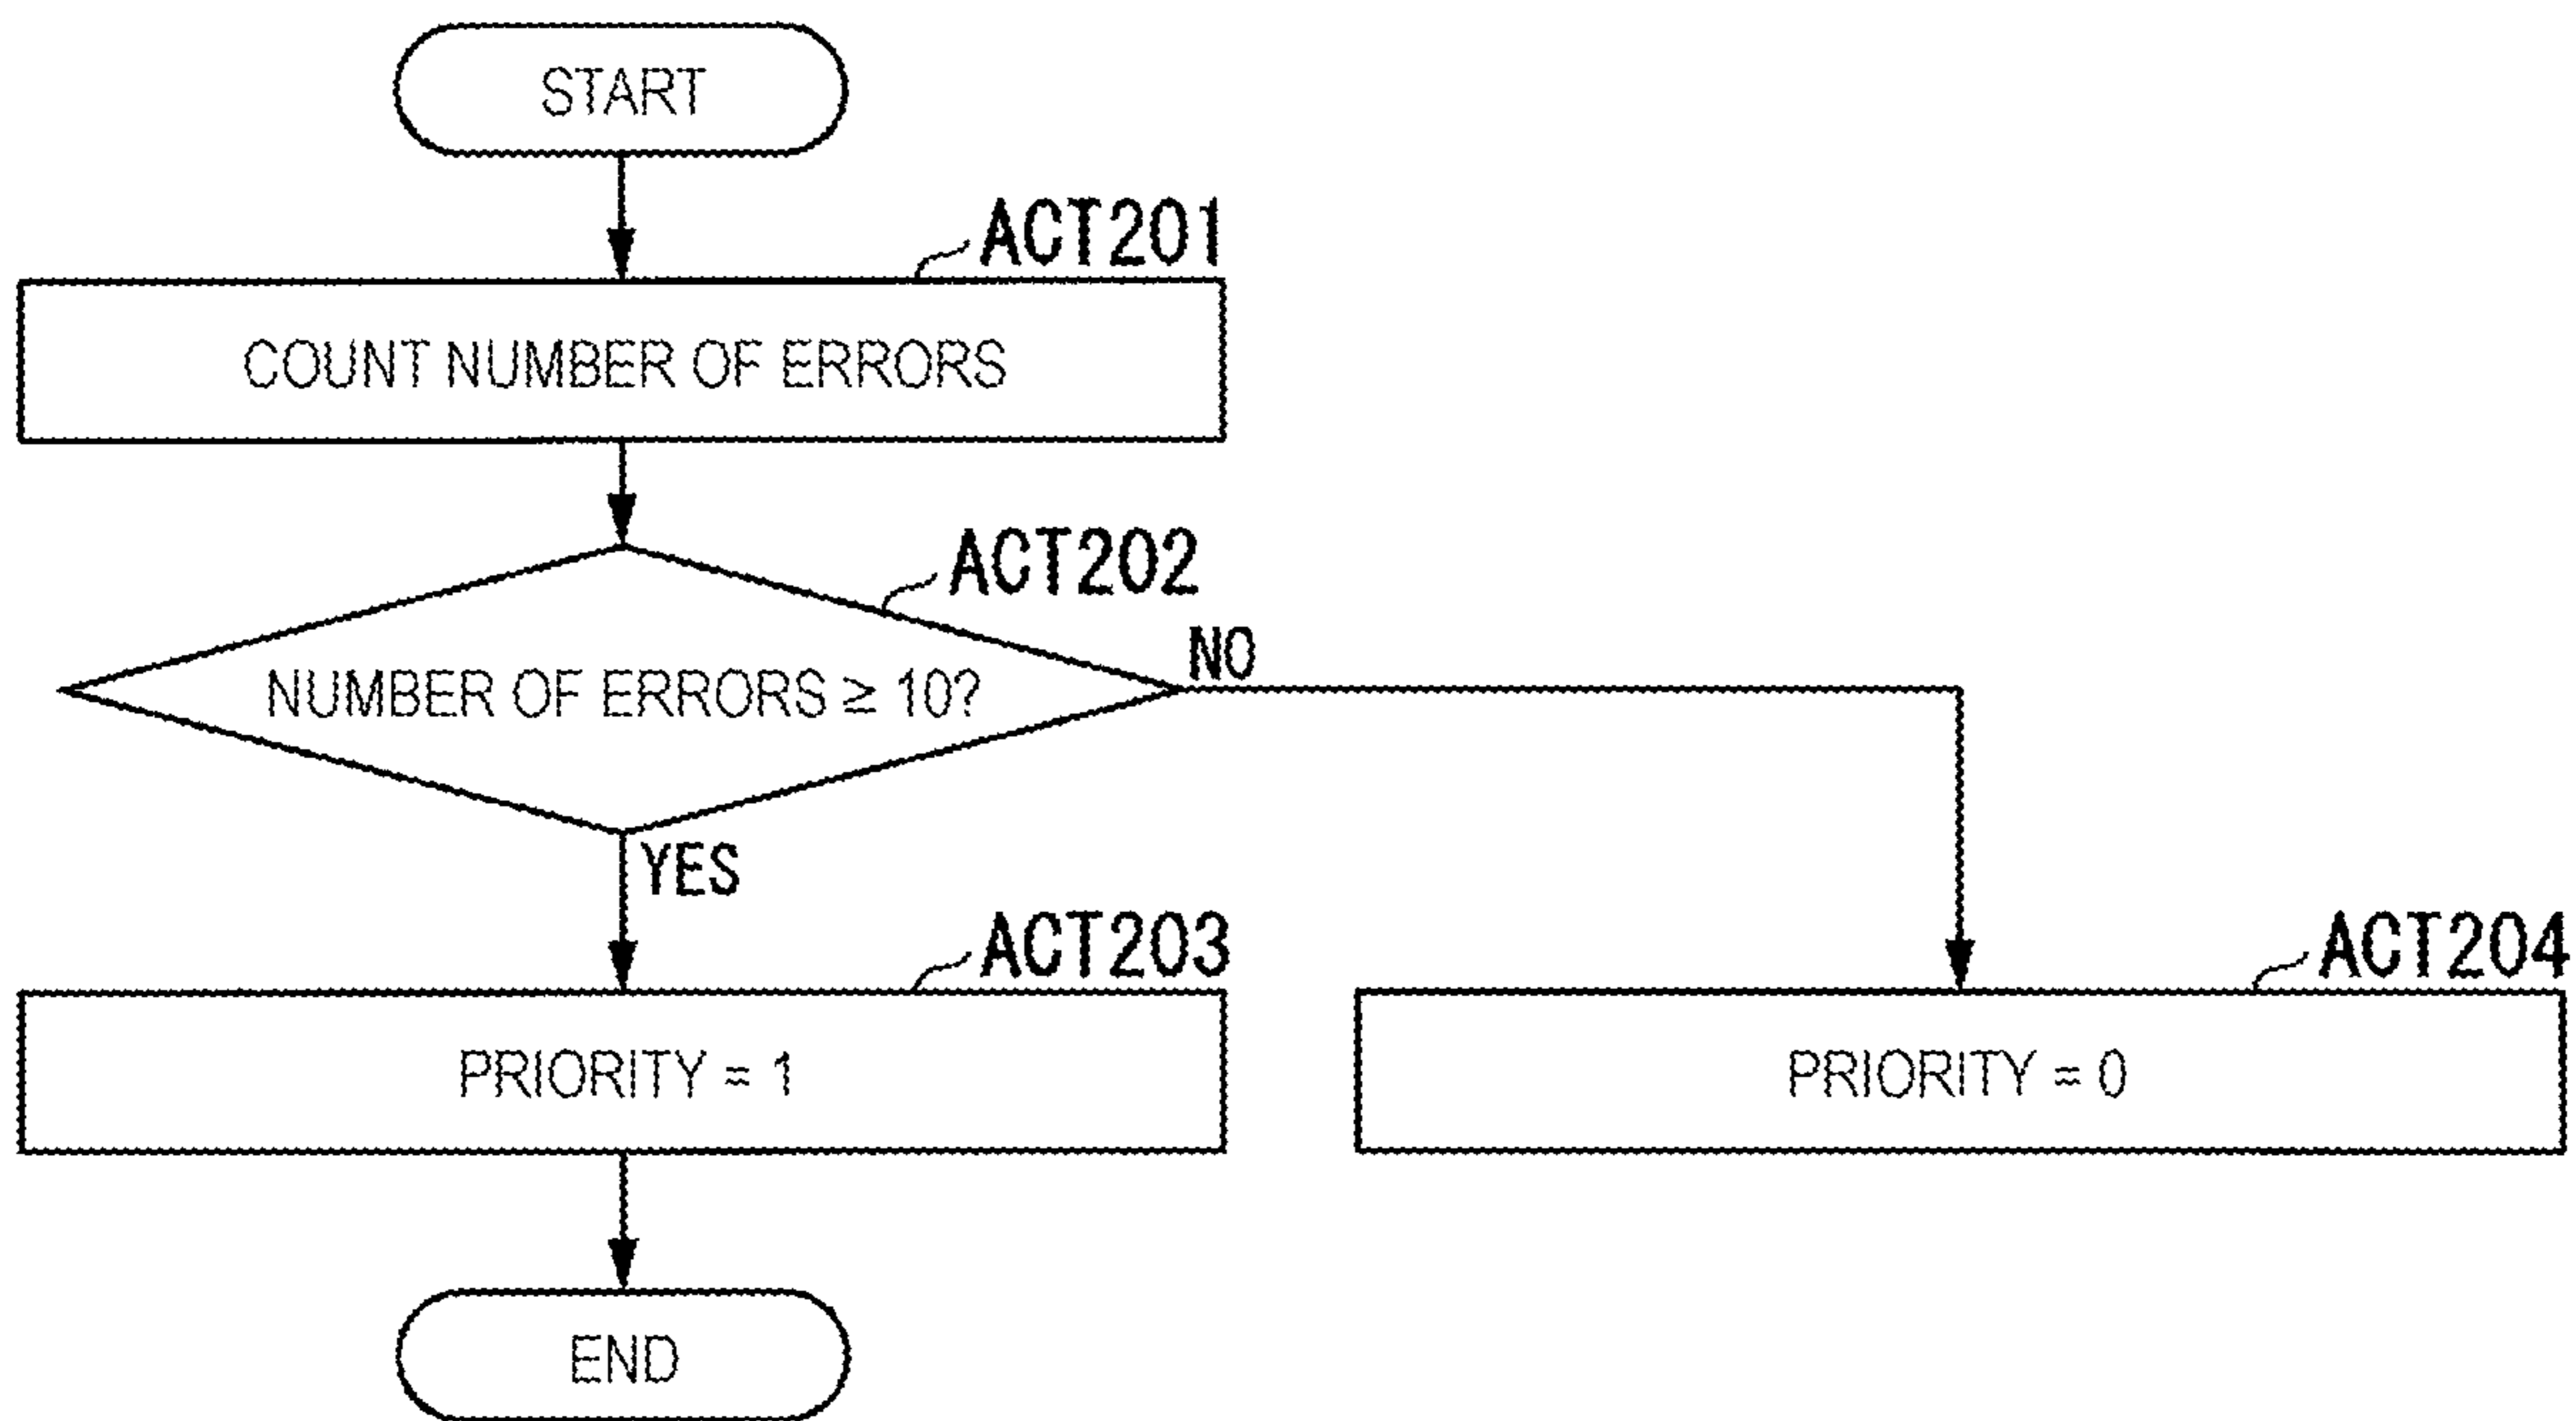 START
ACT201
COUNT NUMBER OF ERRORS
ACT202
NUMBER OF ERRORS ≥ 10?
NO
YES
ACT203
PRIORITY = 1
ACT204
PRIORITY = 0
END